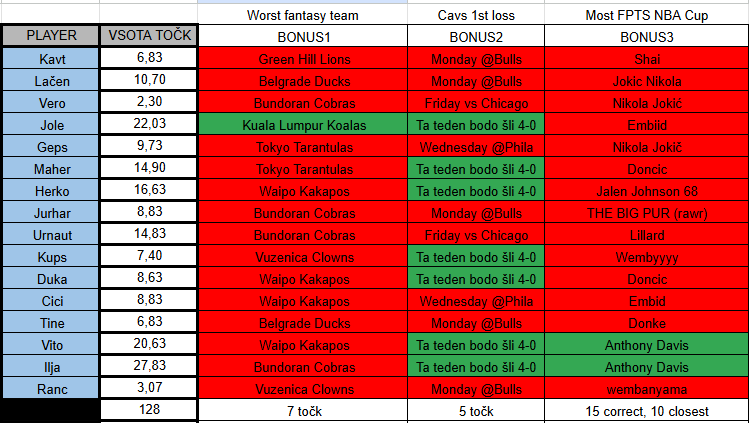 Worst fantasy team Cavs 1st loss Most FPTS NBA Cup
PLAYER VSOTA TOČK BONUS1 BONUS2 BONUS3
Kavt 6,83 Green Hill Lions Monday @Bulls Shai
Lačen 10,70 Belgrade Ducks Monday @Bulls Jokic Nikola
Vero 2,30 Bundoran Cobras Friday vs Chicago Nikola Jokić
Jole 22,03 Kuala Lumpur Koalas Ta teden bodo šli 4-0 Embiid
Geps 9,73 Tokyo Tarantulas Wednesday @Phila Nikola Jokič
Maher 14,90 Tokyo Tarantulas Ta teden bodo šli 4-0 Doncic
Herko 16,63 Waipo Kakapos Ta teden bodo šli 4-0 Jalen Johnson 68
Jurhar 8,83 Bundoran Cobras Monday @Bulls THE BIG PUR (rawr)
Urnaut 14,83 Bundoran Cobras Friday vs Chicago Lillard
Kups 7,40 Vuzenica Clowns Ta teden bodo šli 4-0 Wembyyyy
Duka 8,63 Waipo Kakapos Ta teden bodo šli 4-0 Doncic
Cici 8,83 Waipo Kakapos Wednesday @Phila Embid
Tine 6,83 Belgrade Ducks Monday @Bulls Donke
Vito 20,63 Waipo Kakapos Ta teden bodo šli 4-0 Anthony Davis
Ilja 27,83 Bundoran Cobras Ta teden bodo šli 4-0 Anthony Davis
Ranc 3,07 Vuzenica Clowns Monday @Bulls wembanyama
128 7 točk 5 točk 15 correct, 10 closest